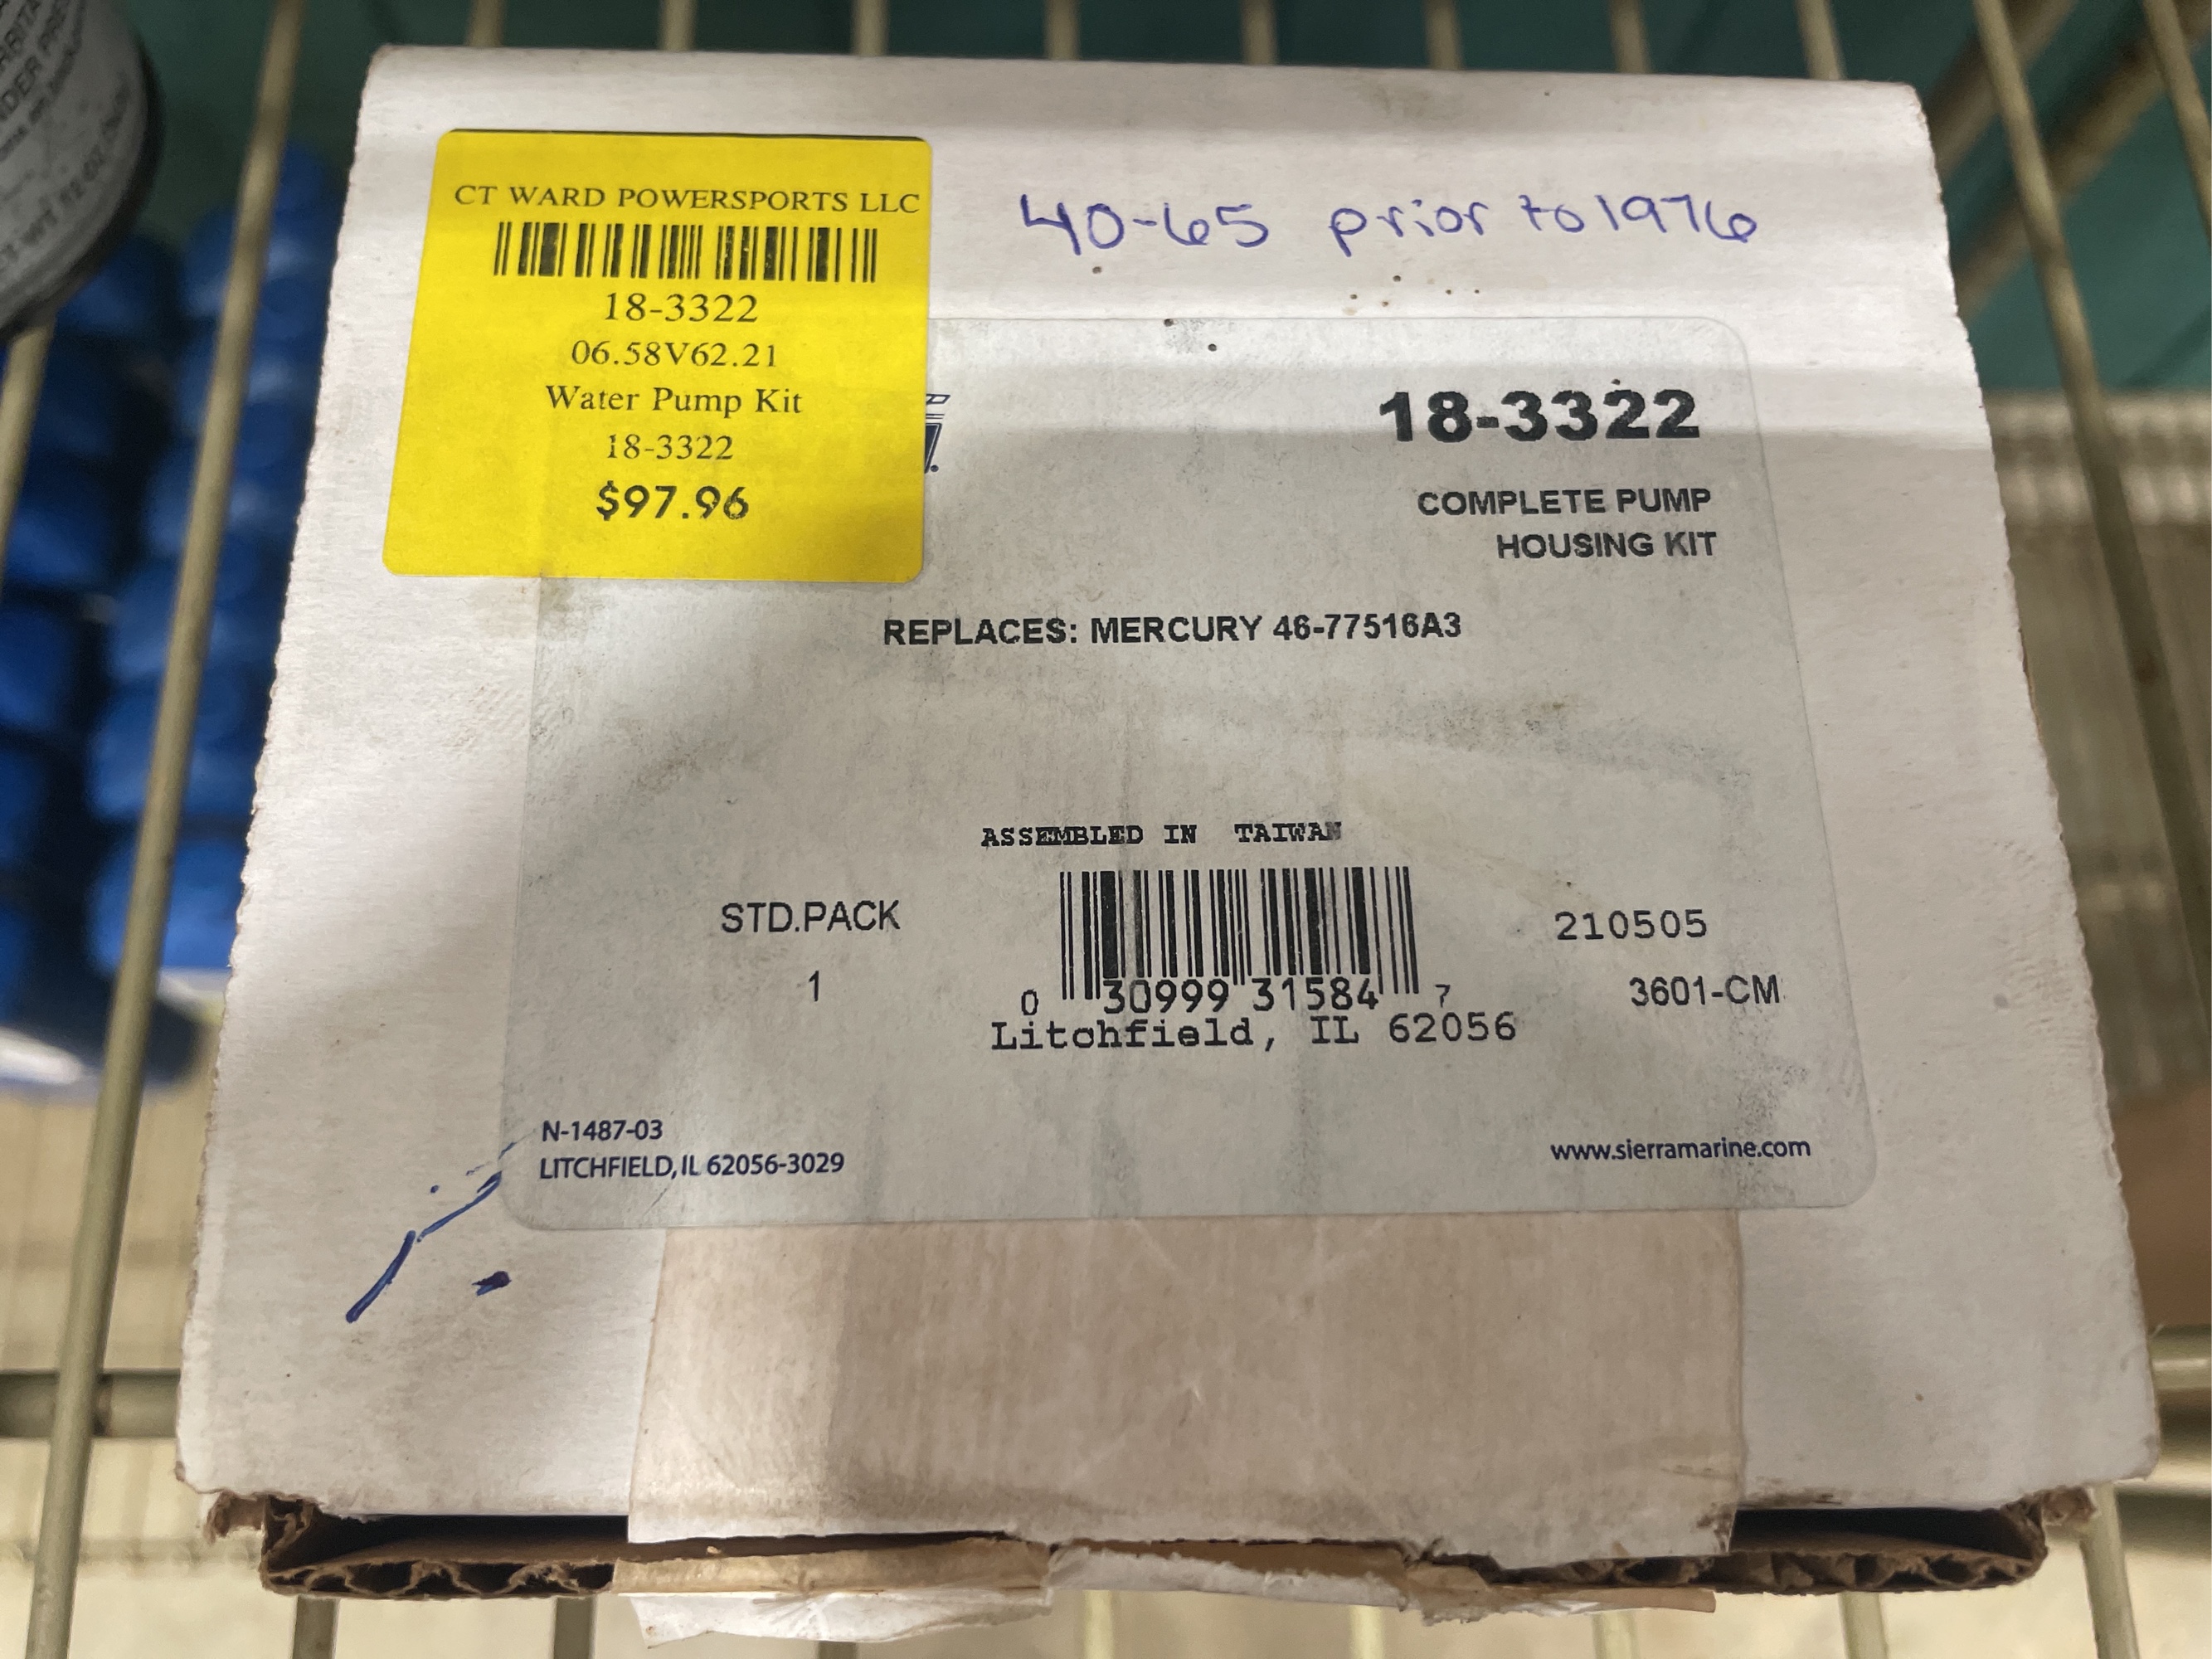 CT WARD POWERSPORTS LLC
18-3322
06.58V62.21
Water Pump Kit
18-3322
$97.96
40-65 prior to 1976
18-3322
COMPLETE PUMP
HOUSING KIT
REPLACES: MERCURY 46-77516A3
ASSEMBLED IN TAIWAN
STD.PACK
1
0 30999 31584 7
210505
3601-CM
Litchfield, IL 62056
N-1487-03
LITCHFIELD, IL 62056-3029
www.sierramarine.com